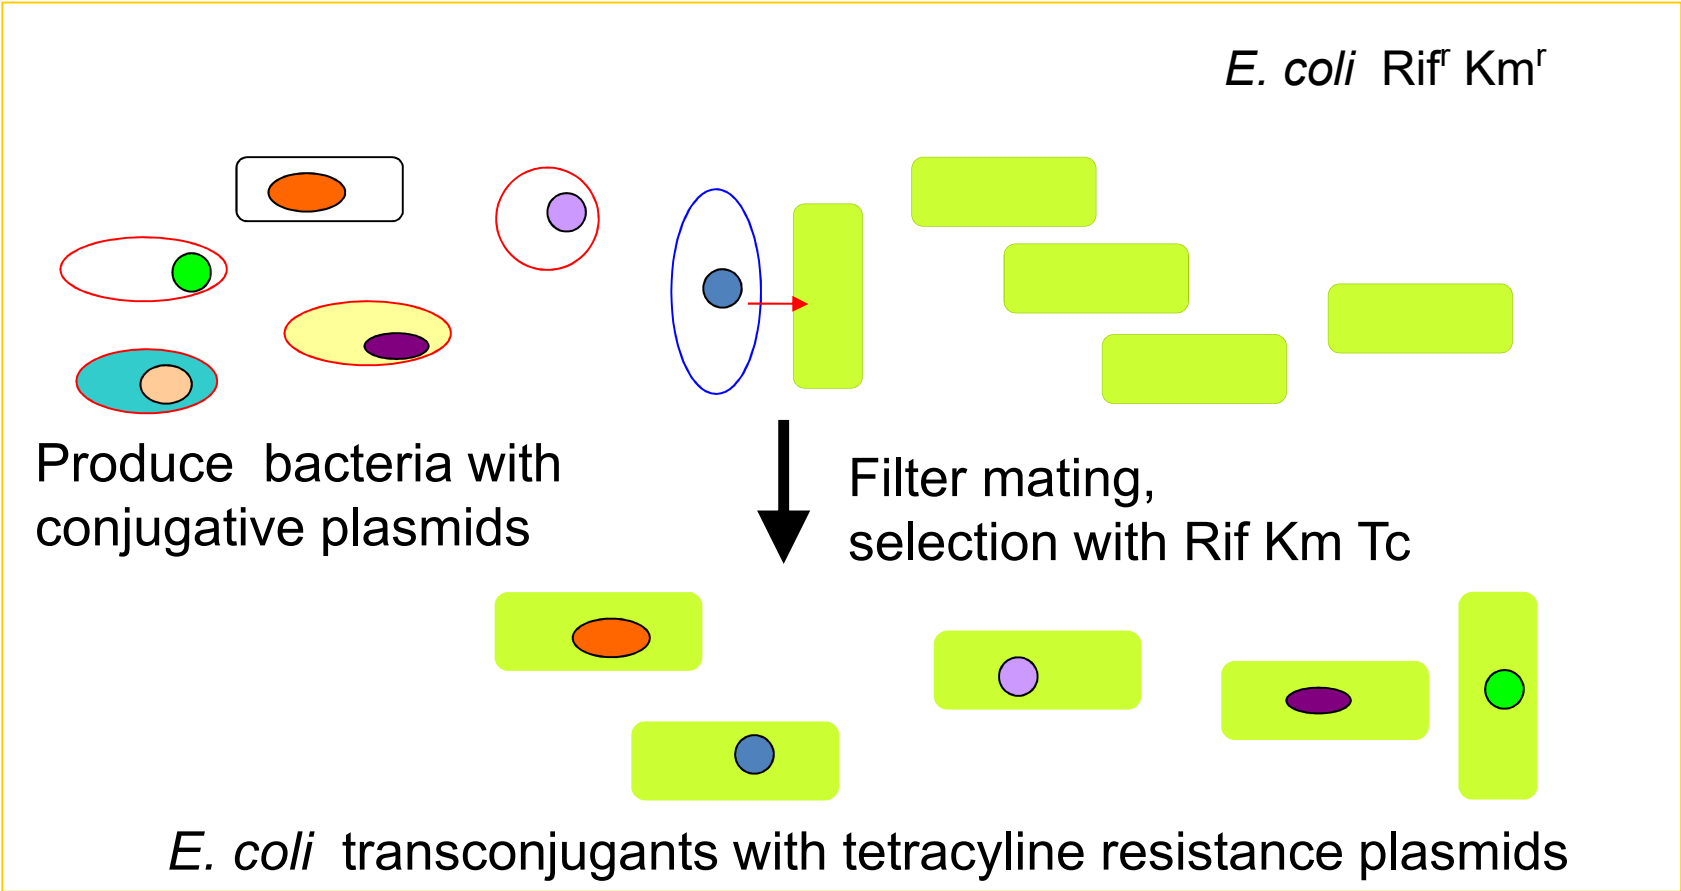 E. coli Rifʳ Kmʳ
Produce bacteria with
conjugative plasmids
Filter mating,
selection with Rif Km Tc
E. coli transconjugants with tetracyline resistance plasmids